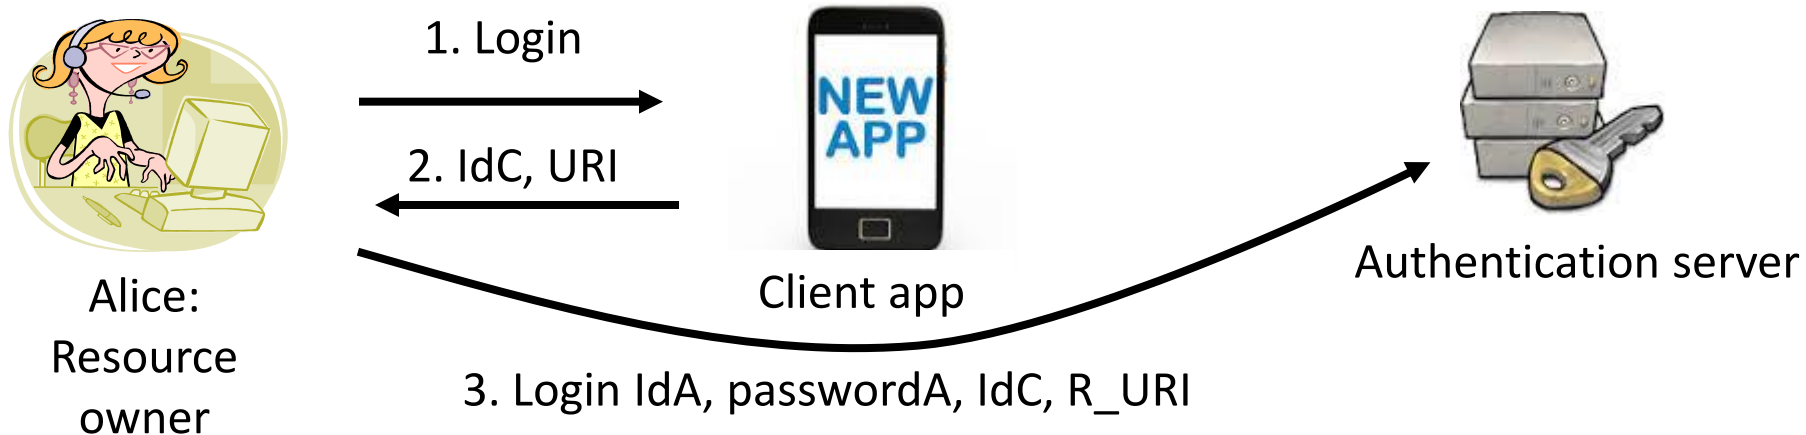 1. Login
NEW
APP
2. IdC, URI
Authentication server
Client app
Alice:
Resource
owner
3. Login IdA, passwordA, IdC, R_URI